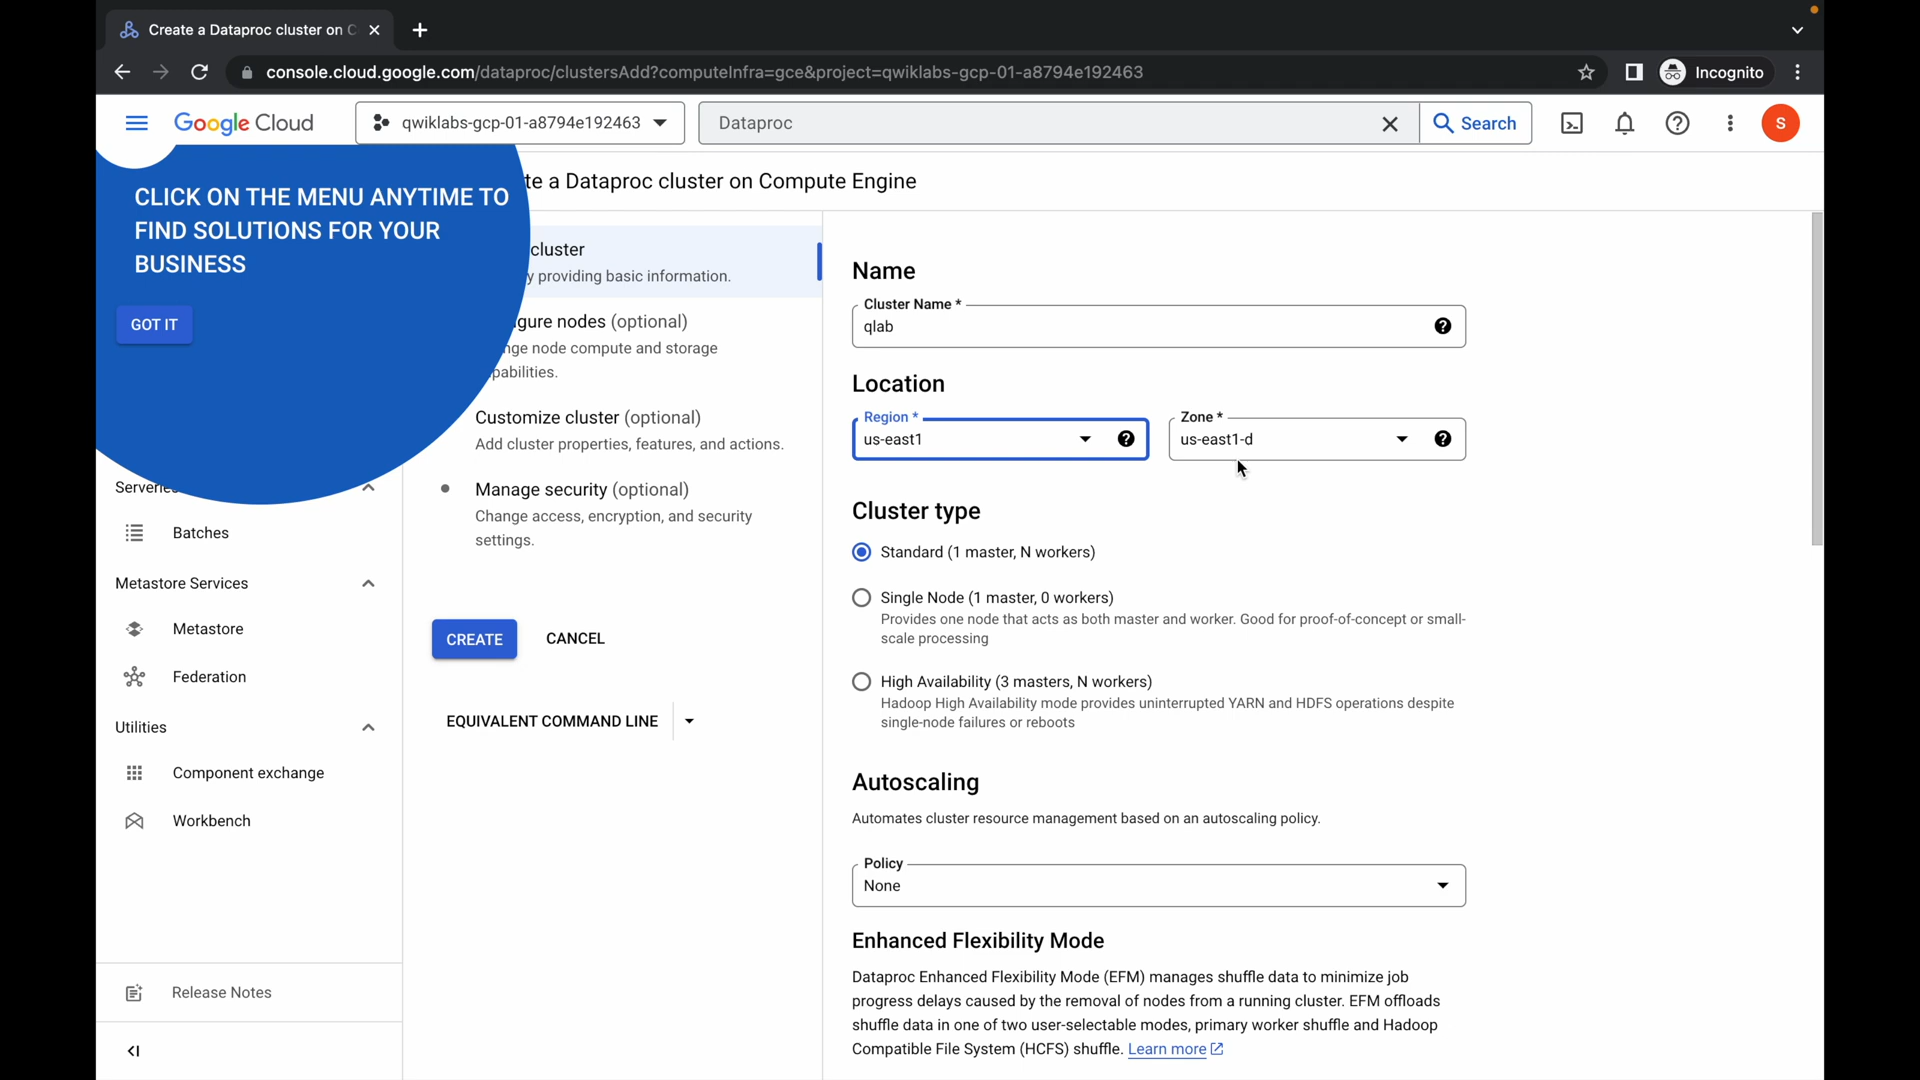 Create a Dataproc cluster on C
console.cloud.google.com/dataproc/clustersAdd?computeInfra=gce&project=qwiklabs-gcp-01-a8794e192463
Incognito
Google Cloud
qwiklabs-gcp-01-a8794e192463
Dataproc
Search
S
CLICK ON THE MENU ANYTIME TO
FIND SOLUTIONS FOR YOUR
BUSINESS
GOT IT
te a Dataproc cluster on Compute Engine
cluster
y providing basic information.
gure nodes (optional)
nge node compute and storage
pabilities.
Customize cluster (optional)
Add cluster properties, features, and actions.
Manage security (optional)
Change access, encryption, and security
settings.
CREATE
CANCEL
EQUIVALENT COMMAND LINE
Serverle
Batches
Metastore Services
Metastore
Federation
Utilities
Component exchange
Workbench
Release Notes
Name
Cluster Name *
qlab
Location
Region *
us-east1
Zone *
us-east1-d
Cluster type
Standard (1 master, N workers)
Single Node (1 master, 0 workers)
Provides one node that acts as both master and worker. Good for proof-of-concept or small-
scale processing
High Availability (3 masters, N workers)
Hadoop High Availability mode provides uninterrupted YARN and HDFS operations despite
single-node failures or reboots
Autoscaling
Automates cluster resource management based on an autoscaling policy.
Policy
None
Enhanced Flexibility Mode
Dataproc Enhanced Flexibility Mode (EFM) manages shuffle data to minimize job
progress delays caused by the removal of nodes from a running cluster. EFM offloads
shuffle data in one of two user-selectable modes, primary worker shuffle and Hadoop
Compatible File System (HCFS) shuffle. Learn more